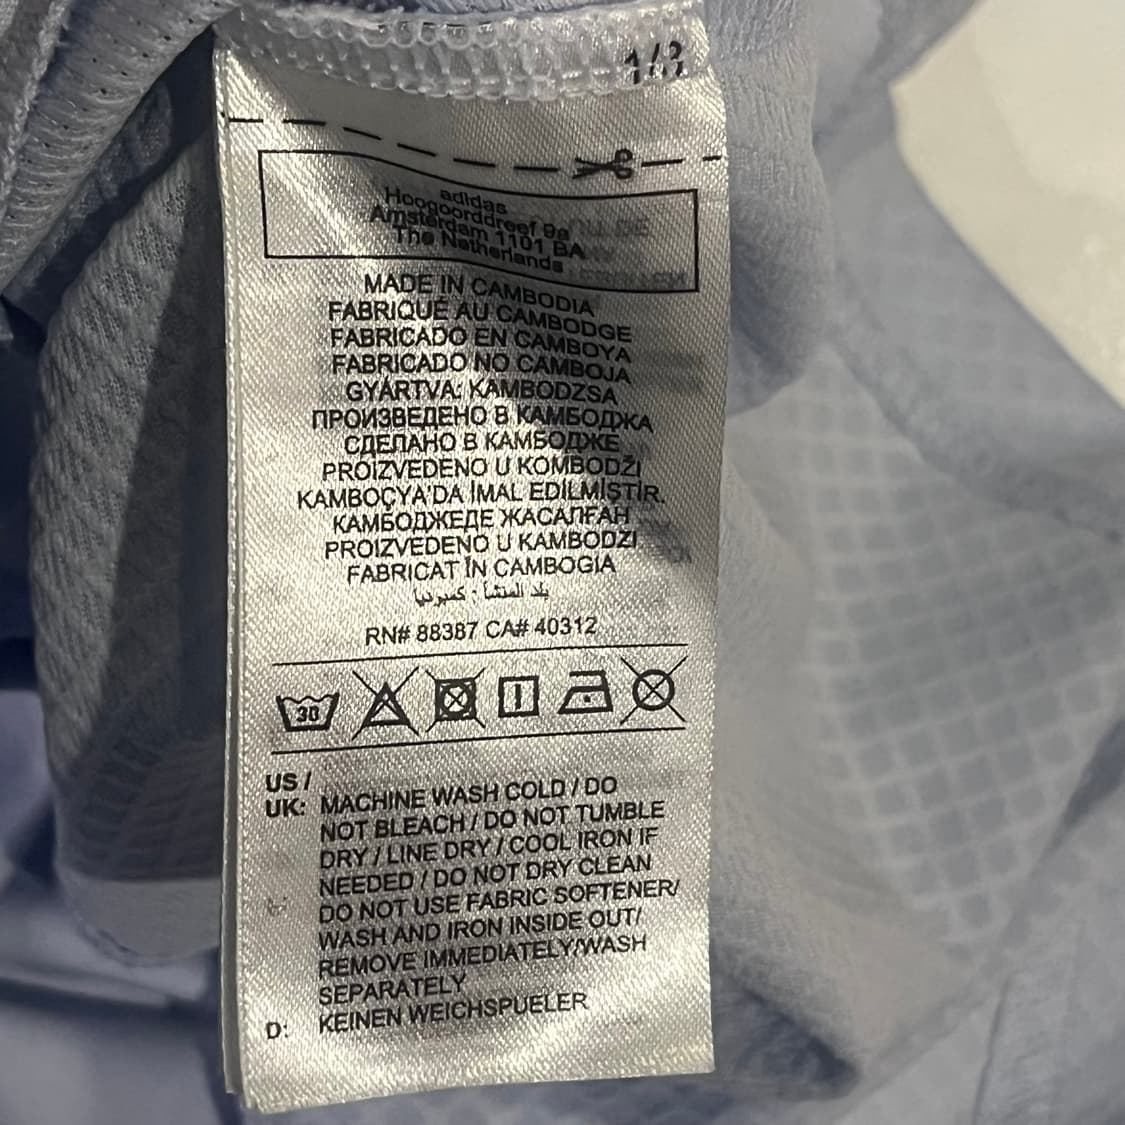 1/3
adidas
Hoogoorddreef 9a
Amsterdam 1101 BA
The Netherlands
MADE IN CAMBODIA
FABRIQUÉ AU CAMBODGE
FABRICADO EN CAMBOYA
FABRICADO NO CAMBOJA
GYÁRTVA: KAMBODZSA
ПРОИЗВЕДЕНО В КАМБОДЖА
СДЕЛАНО В КАМБОДЖЕ
PROIZVEDENO U KOMBODŽI
KAMBOÇYA'DA İMAL EDİLMİŞTİR.
КАМБОДЖЕДЕ ЖАСАЛҒАН
PROIZVEDENO U KAMBODZI
FABRICAT ÎN CAMBOGIA
بلد المنشأ : كمبوديا
RN# 88387 CA# 40312
30
US /
UK: MACHINE WASH COLD / DO
NOT BLEACH / DO NOT TUMBLE
DRY / LINE DRY / COOL IRON IF
NEEDED / DO NOT DRY CLEAN
DO NOT USE FABRIC SOFTENER/
WASH AND IRON INSIDE OUT/
REMOVE IMMEDIATELY/WASH
SEPARATELY
D: KEINEN WEICHSPUELER